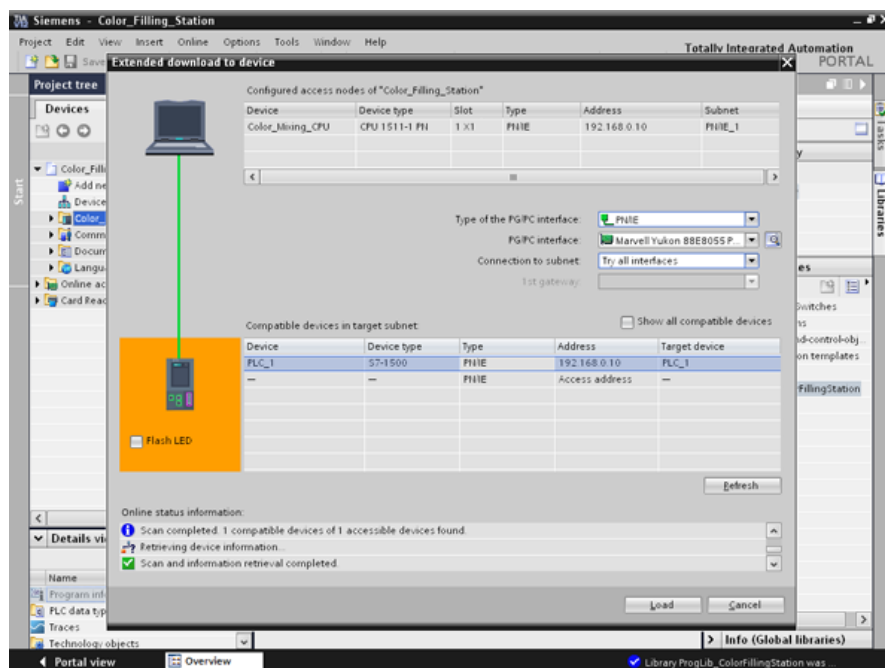 Siemens - Color_Filling_Station
Project Edit View Insert Online Options Tools Window Help
Totally Integrated Automation
PORTAL
Save
Extended download to device
Project tree
Devices
Start
Color_Filli
Add ne
Device
Color_
Comm
Docum
Langu
Online ac
Card Reac
Configured access nodes of "Color_Filling_Station"
Device Device type Slot Type Address Subnet
Color_Mixing_CPU CPU 1511-1 PN 1 X1 PN/IE 192.168.0.10 PN/IE_1
Type of the PG/PC interface: PN/IE
PG/PC interface: Marvell Yukon 88E8055 P...
Connection to subnet: Try all interfaces
1st gateway:
Compatible devices in target subnet:
Show all compatible devices
Device Device type Type Address Target device
PLC_1 S7-1500 PN/IE 192.168.0.10 PLC_1
— — PN/IE Access address —
Flash LED
Refresh
Online status information:
Scan completed. 1 compatible devices of 1 accessible devices found.
Retrieving device information...
Scan and information retrieval completed.
Load Cancel
Tasks
Libraries
y
es
Switches
ns
nd-control-obj
on templates
FillingStation
Details vi
Name
Program inf
PLC data typ
Traces
Technology objects
Info (Global libraries)
Portal view
Overview
Library ProgLib_ColorFillingStation was ...